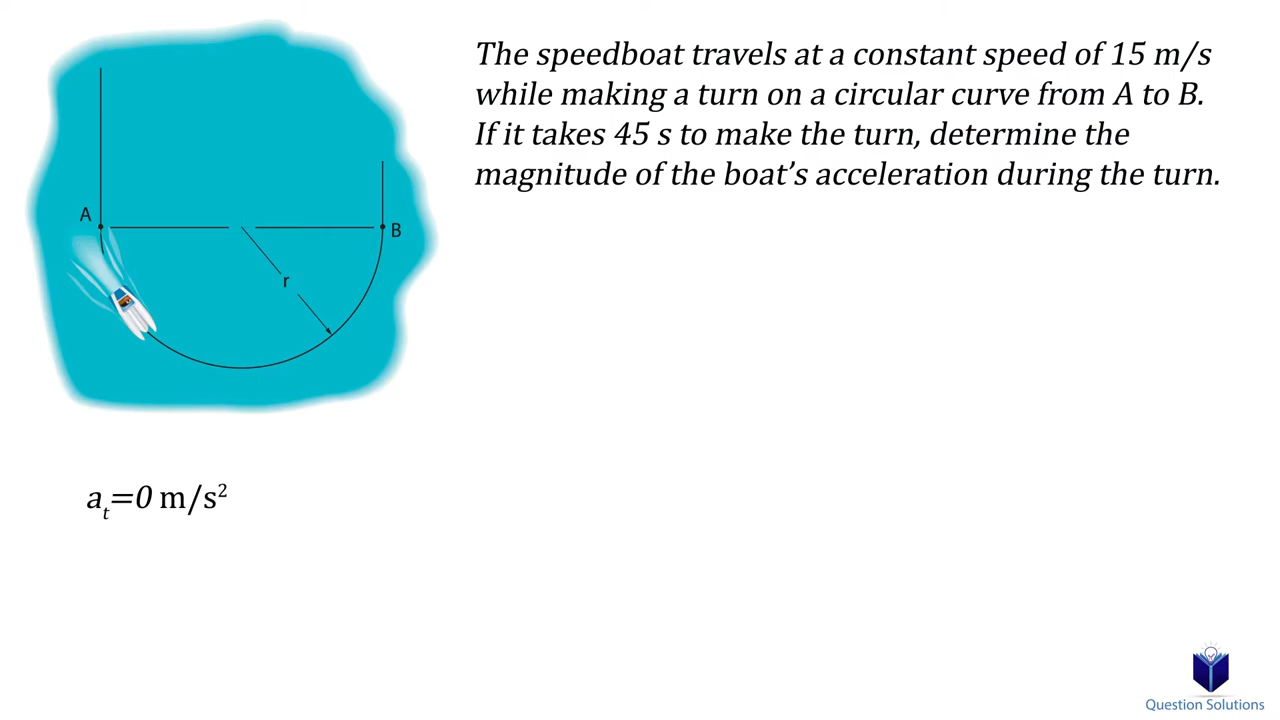 The speedboat travels at a constant speed of 15 m/s
while making a turn on a circular curve from A to B.
If it takes 45 s to make the turn, determine the
magnitude of the boat’s acceleration during the turn.
A
B
r
aₜ=0 m/s²
Question Solutions